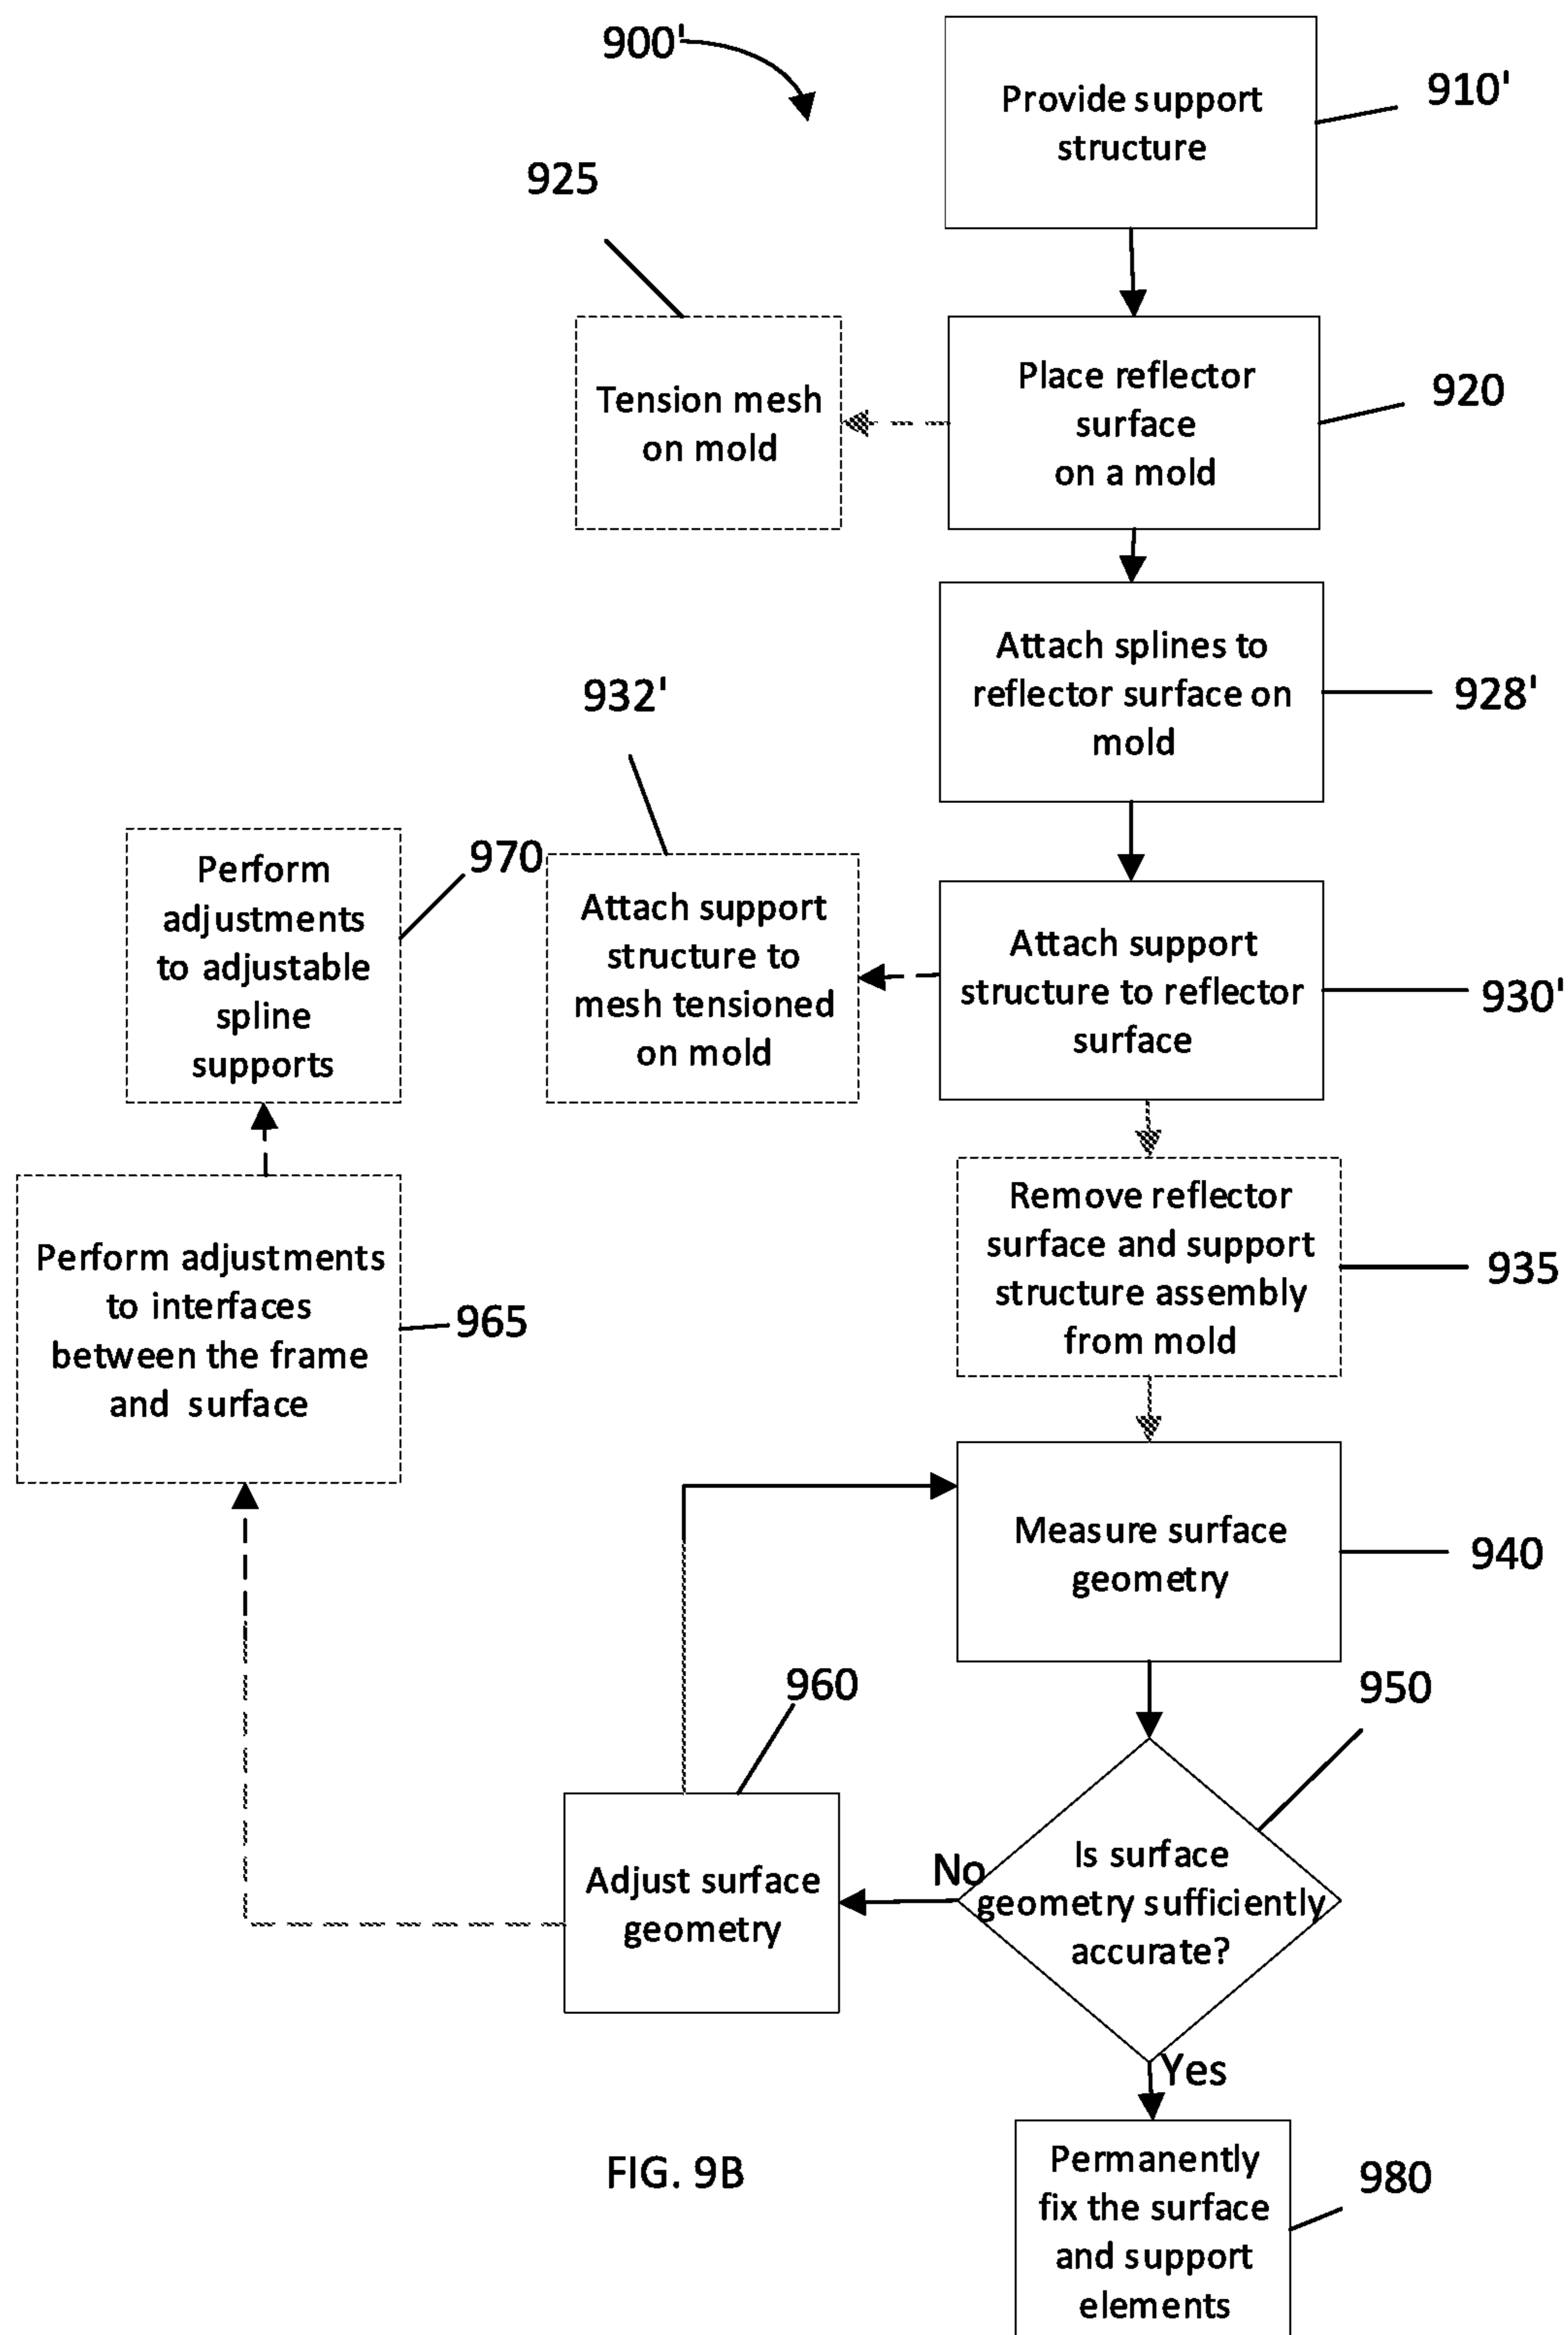 900'
Provide support
structure
910'
925
Tension mesh
on mold
Place reflector
surface
on a mold
920
Attach splines to
reflector surface on
mold
928'
932'
Attach support
structure to
mesh tensioned
on mold
Attach support
structure to reflector
surface
930'
Perform
adjustments
to adjustable
spline
supports
970
Remove reflector
surface and support
structure assembly
from mold
935
Perform adjustments
to interfaces
between the frame
and surface
965
Measure surface
geometry
940
950
960
Adjust surface
geometry
No
Is surface
geometry sufficiently
accurate?
Yes
Permanently
fix the surface
and support
elements
980
FIG. 9B